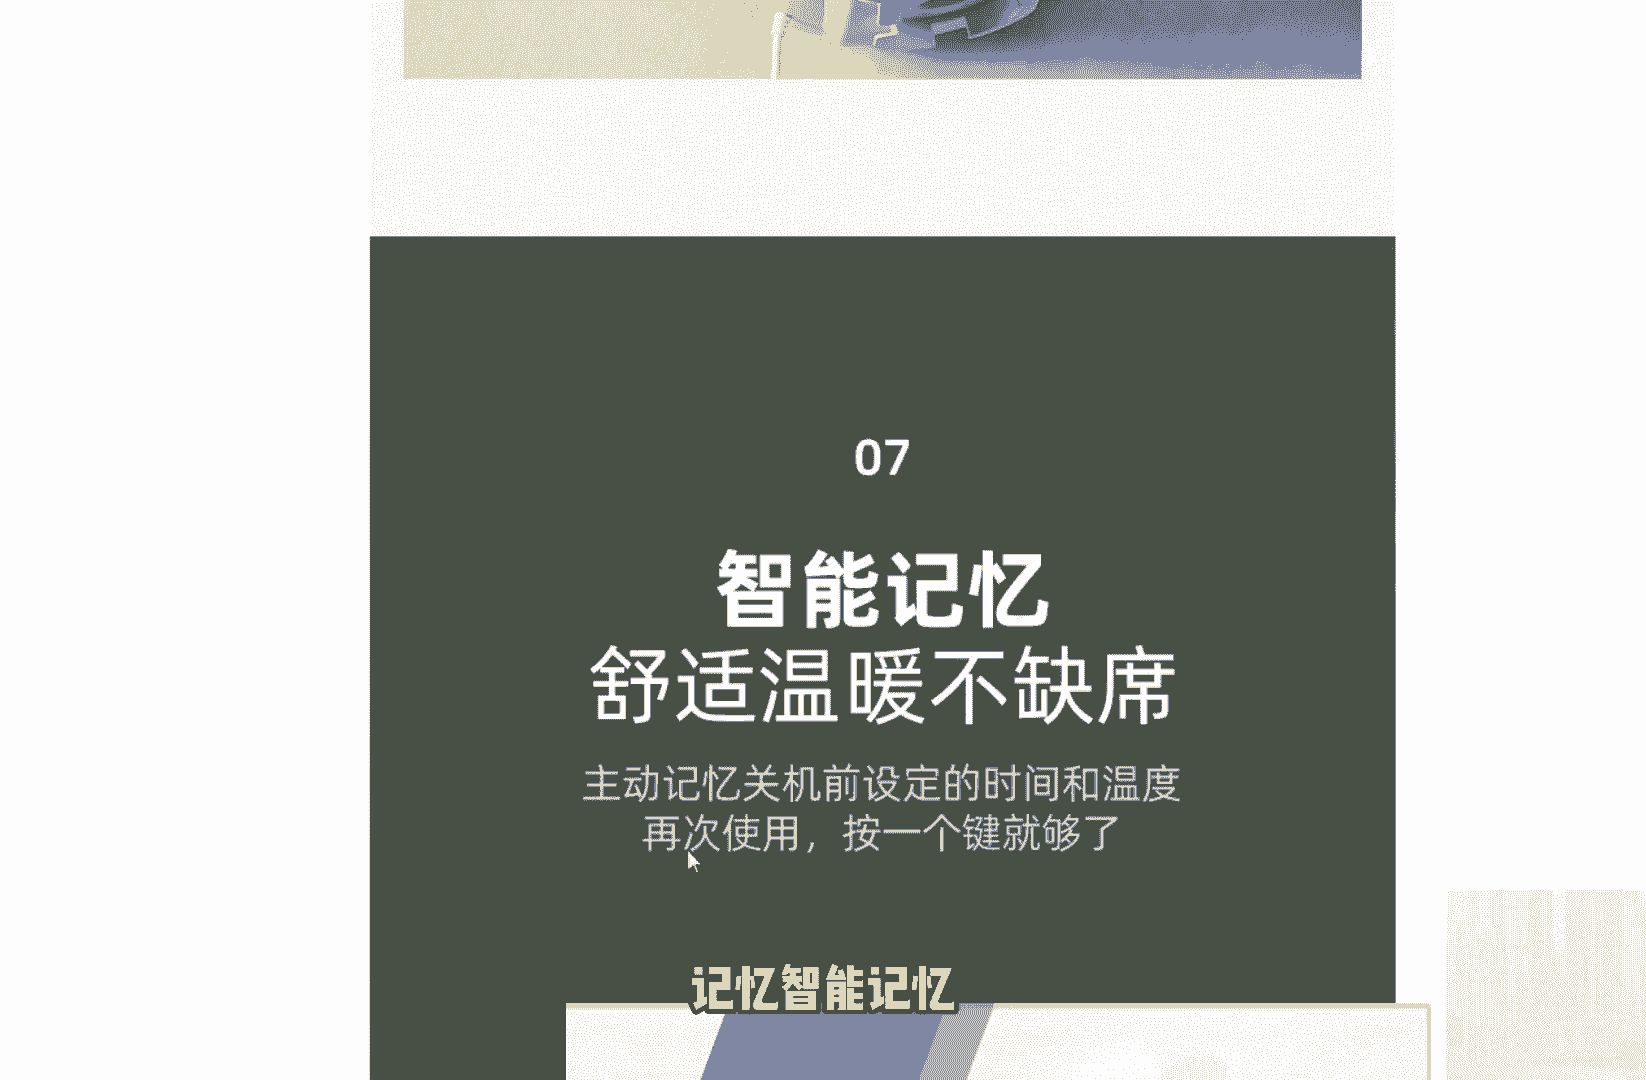 07
智能记忆
舒适温暖不缺席
主动记忆关机前设定的时间和温度
再次使用，按一个键就够了
记忆智能记忆